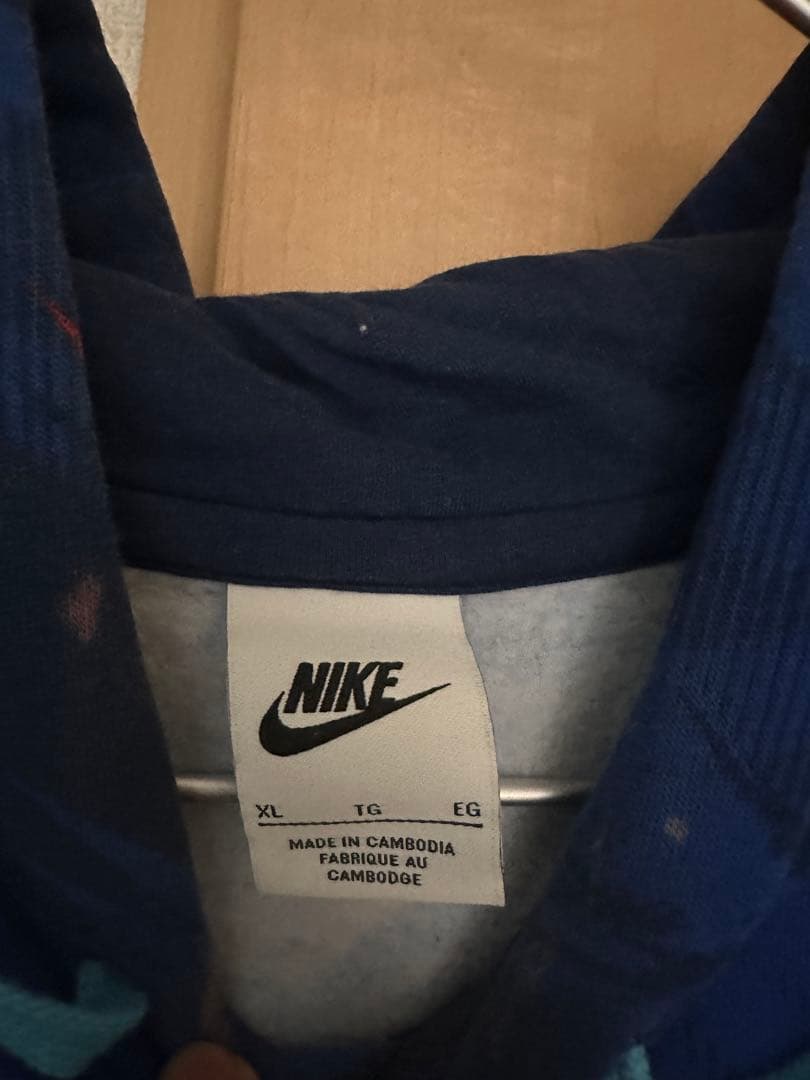 NIKE
XL TG EG
MADE IN CAMBODIA
FABRIQUE AU
CAMBODGE